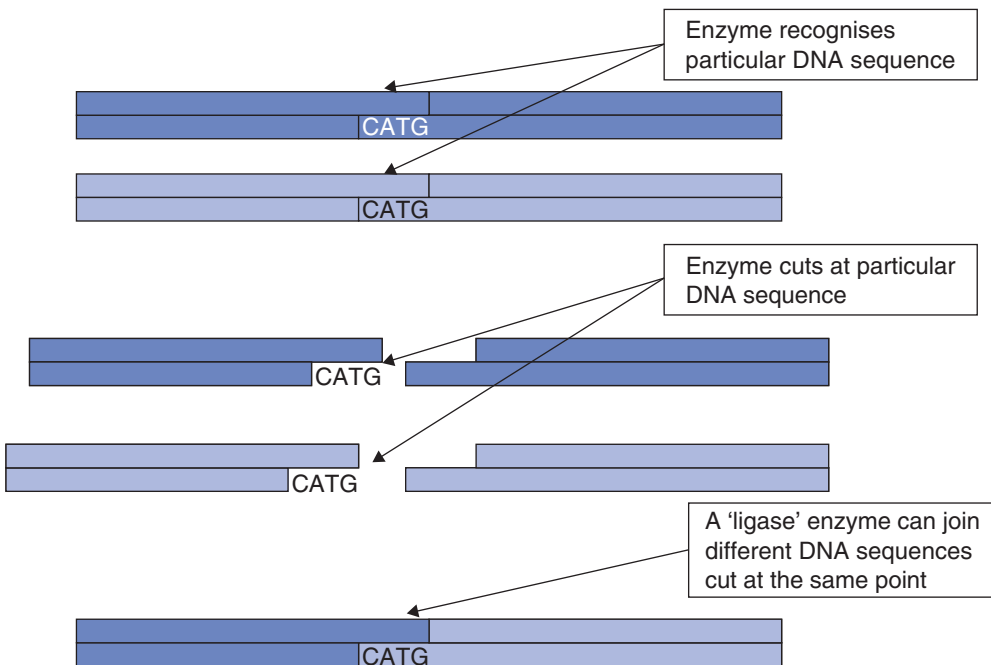 Enzyme recognises
particular DNA sequence
CATG
CATG
Enzyme cuts at particular
DNA sequence
CATG
CATG
A ‘ligase’ enzyme can join
different DNA sequences
cut at the same point
CATG